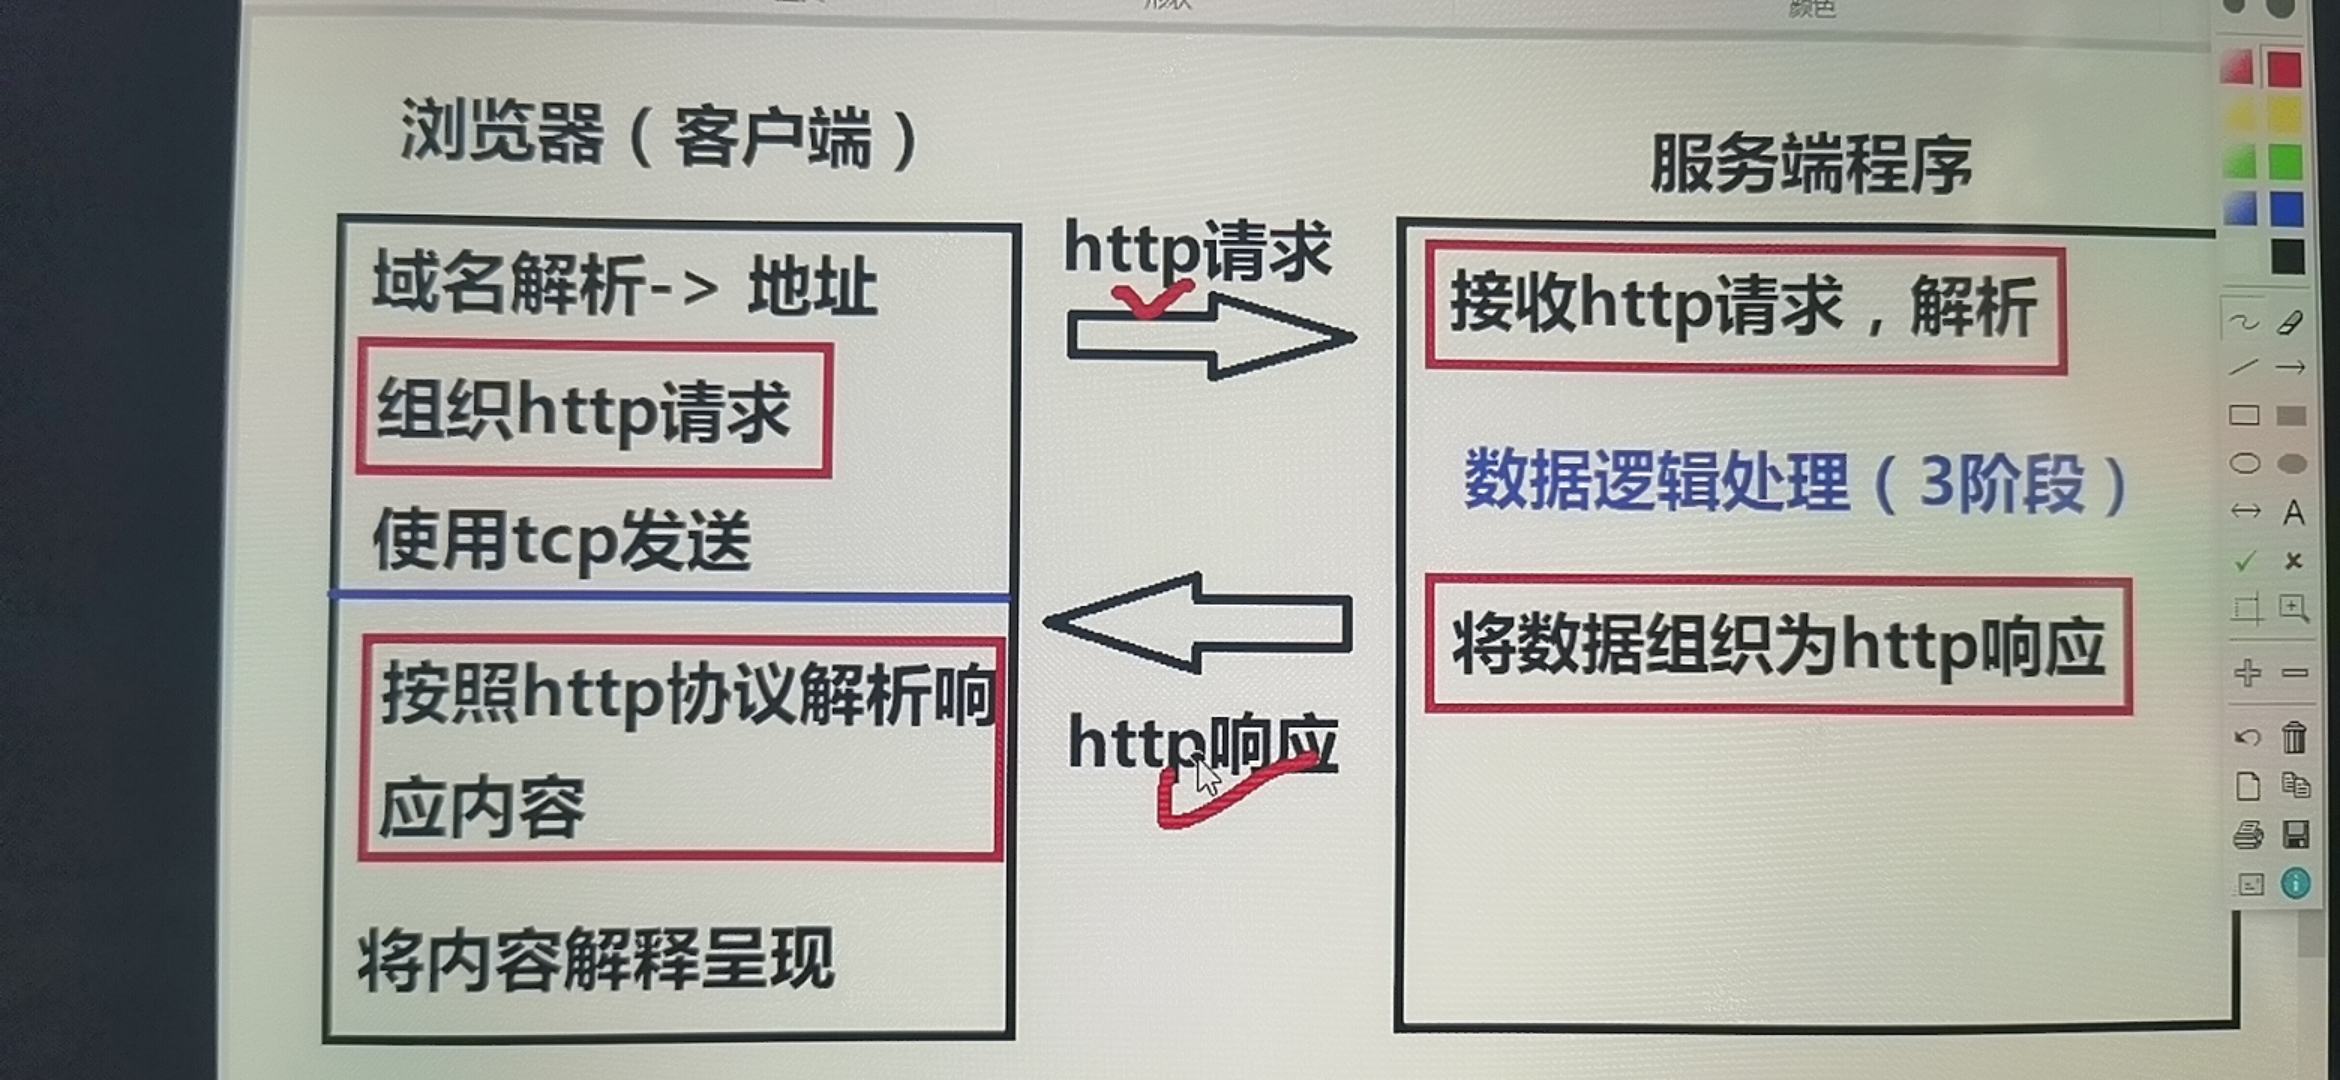 颜色
浏览器（客户端）
服务端程序
域名解析-> 地址
组织http请求
使用tcp发送
按照http协议解析响
应内容
将内容解释呈现
http请求
http响应
接收http请求，解析
数据逻辑处理（3阶段）
将数据组织为http响应
A